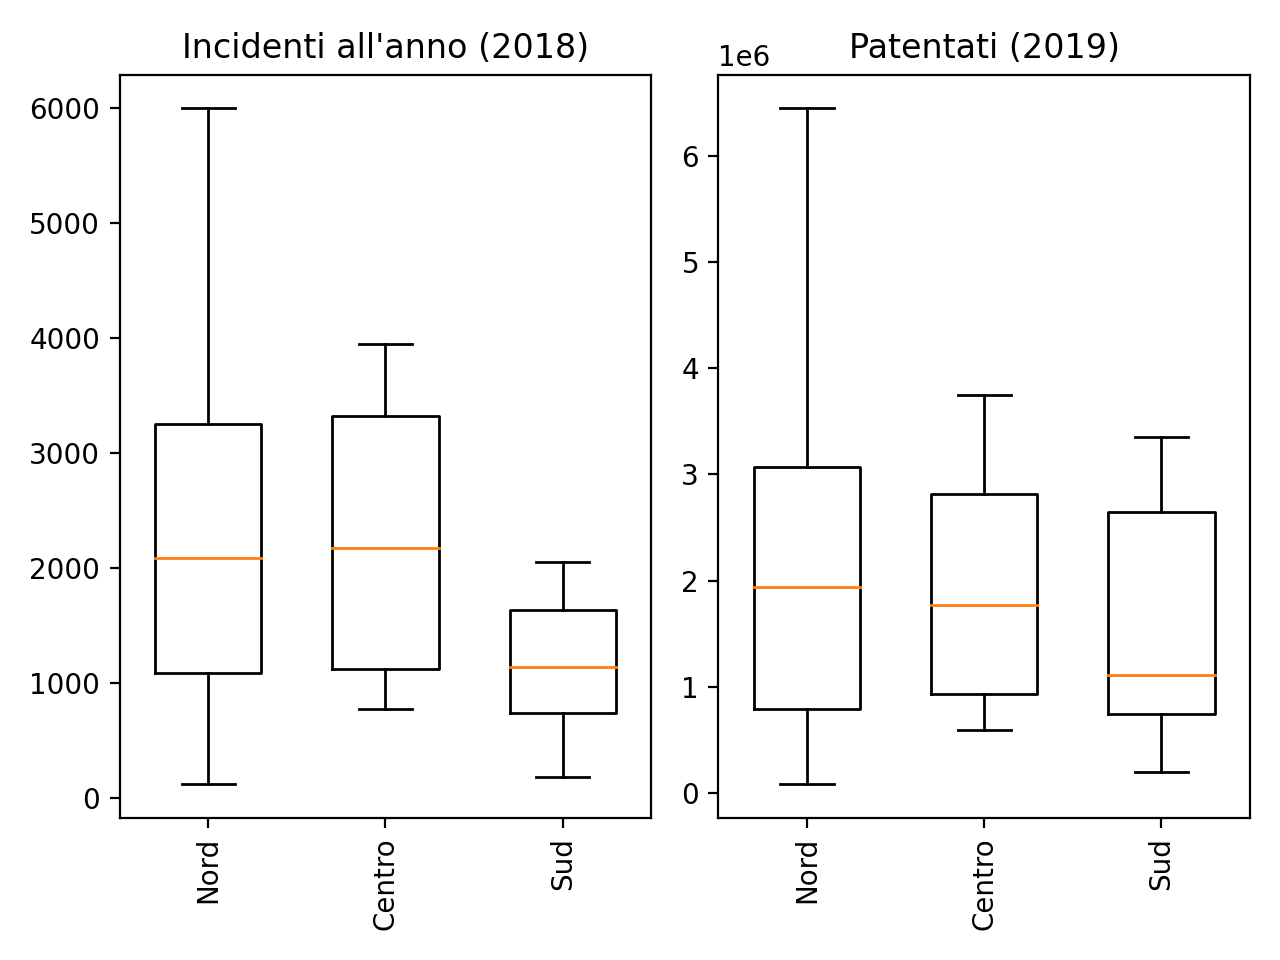 Incidenti all'anno (2018)
6000
5000
4000
3000
2000
1000
0
Nord
Centro
Sud
Patentati (2019)
1e6
6
5
4
3
2
1
0
Nord
Centro
Sud